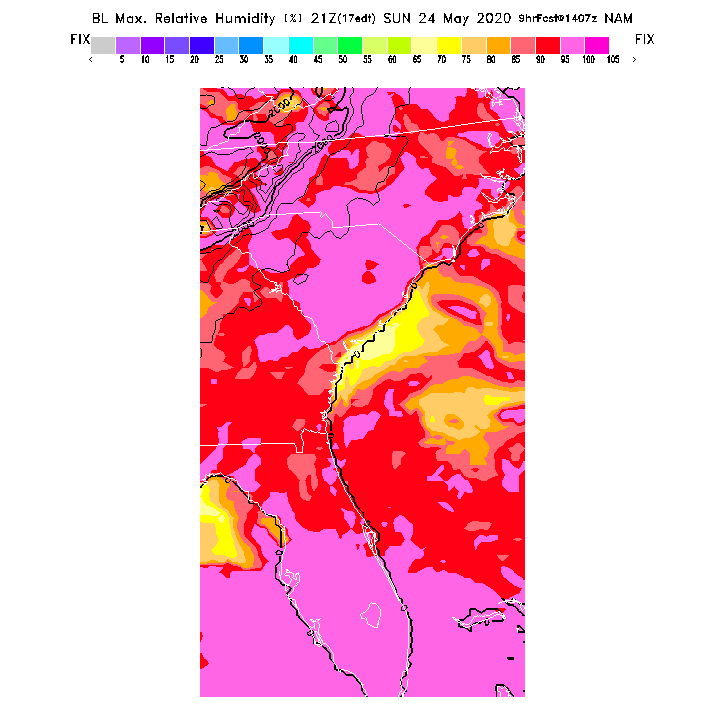 BL Max. Relative Humidity [%] 21Z(17edt) SUN 24 May 2020 9hrFcst@1407z NAM
FIX FIX
< 5 10 15 20 25 30 35 40 45 50 55 60 65 70 75 80 85 90 95 100 105 >
2000